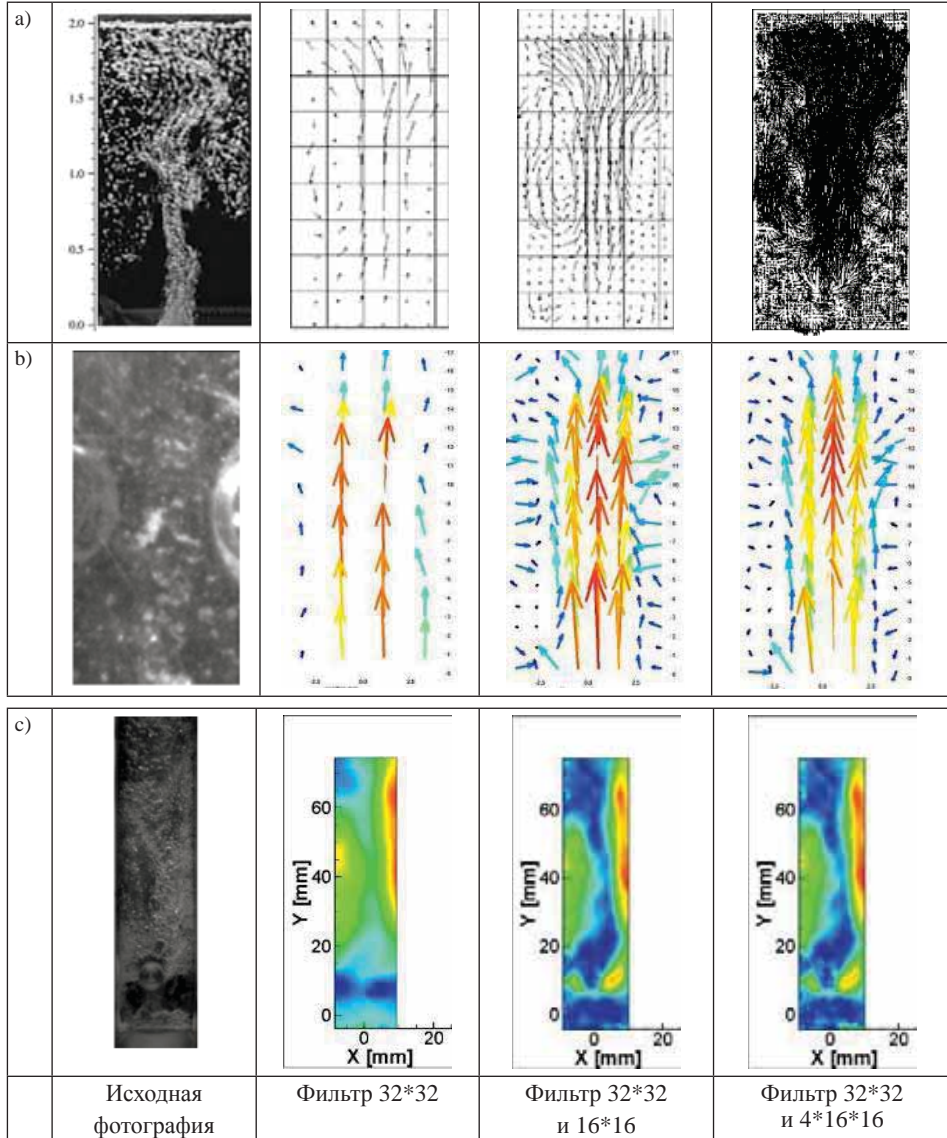 a)
2.0
1.5
1.0
0.5
0.0
b)
c)
60
40
20
0
Y [mm]
0 20
X [mm]
60
40
20
0
Y [mm]
0 20
X [mm]
60
40
20
0
Y [mm]
0 20
X [mm]
Исходная
фотография
Фильтр 32*32
Фильтр 32*32
и 16*16
Фильтр 32*32
и 4*16*16